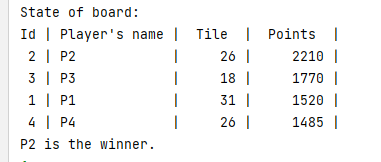 State of board:
Id | Player's name |  Tile  |  Points  |
 2 | P2            |     26 |     2210 |
 3 | P3            |     18 |     1770 |
 1 | P1            |     31 |     1520 |
 4 | P4            |     26 |     1485 |
P2 is the winner.